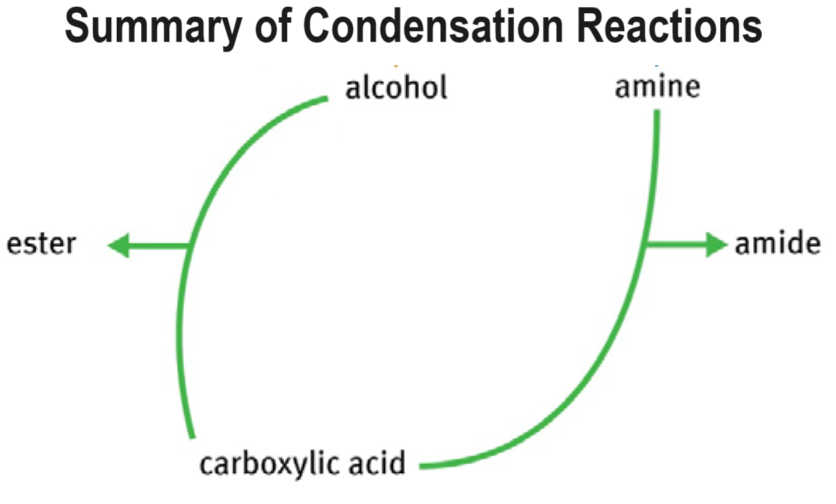 Summary of Condensation Reactions
alcohol
amine
ester
amide
carboxylic acid